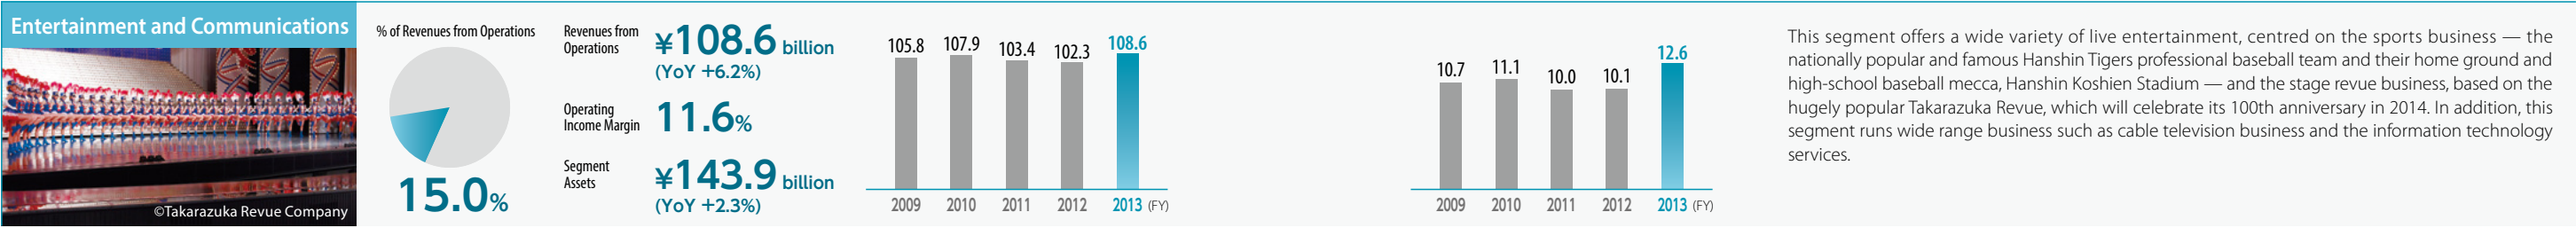 Entertainment and Communications
©Takarazuka Revue Company
% of Revenues from Operations
15.0%
Revenues from
Operations
¥108.6 billion
(YoY +6.2%)
Operating
Income Margin
11.6%
Segment
Assets
¥143.9 billion
(YoY +2.3%)
105.8 107.9 103.4 102.3 108.6
2009 2010 2011 2012 2013 (FY)
10.7 11.1 10.0 10.1 12.6
2009 2010 2011 2012 2013 (FY)
This segment offers a wide variety of live entertainment, centred on the sports business — the
nationally popular and famous Hanshin Tigers professional baseball team and their home ground and
high-school baseball mecca, Hanshin Koshien Stadium — and the stage revue business, based on the
hugely popular Takarazuka Revue, which will celebrate its 100th anniversary in 2014. In addition, this
segment runs wide range business such as cable television business and the information technology
services.